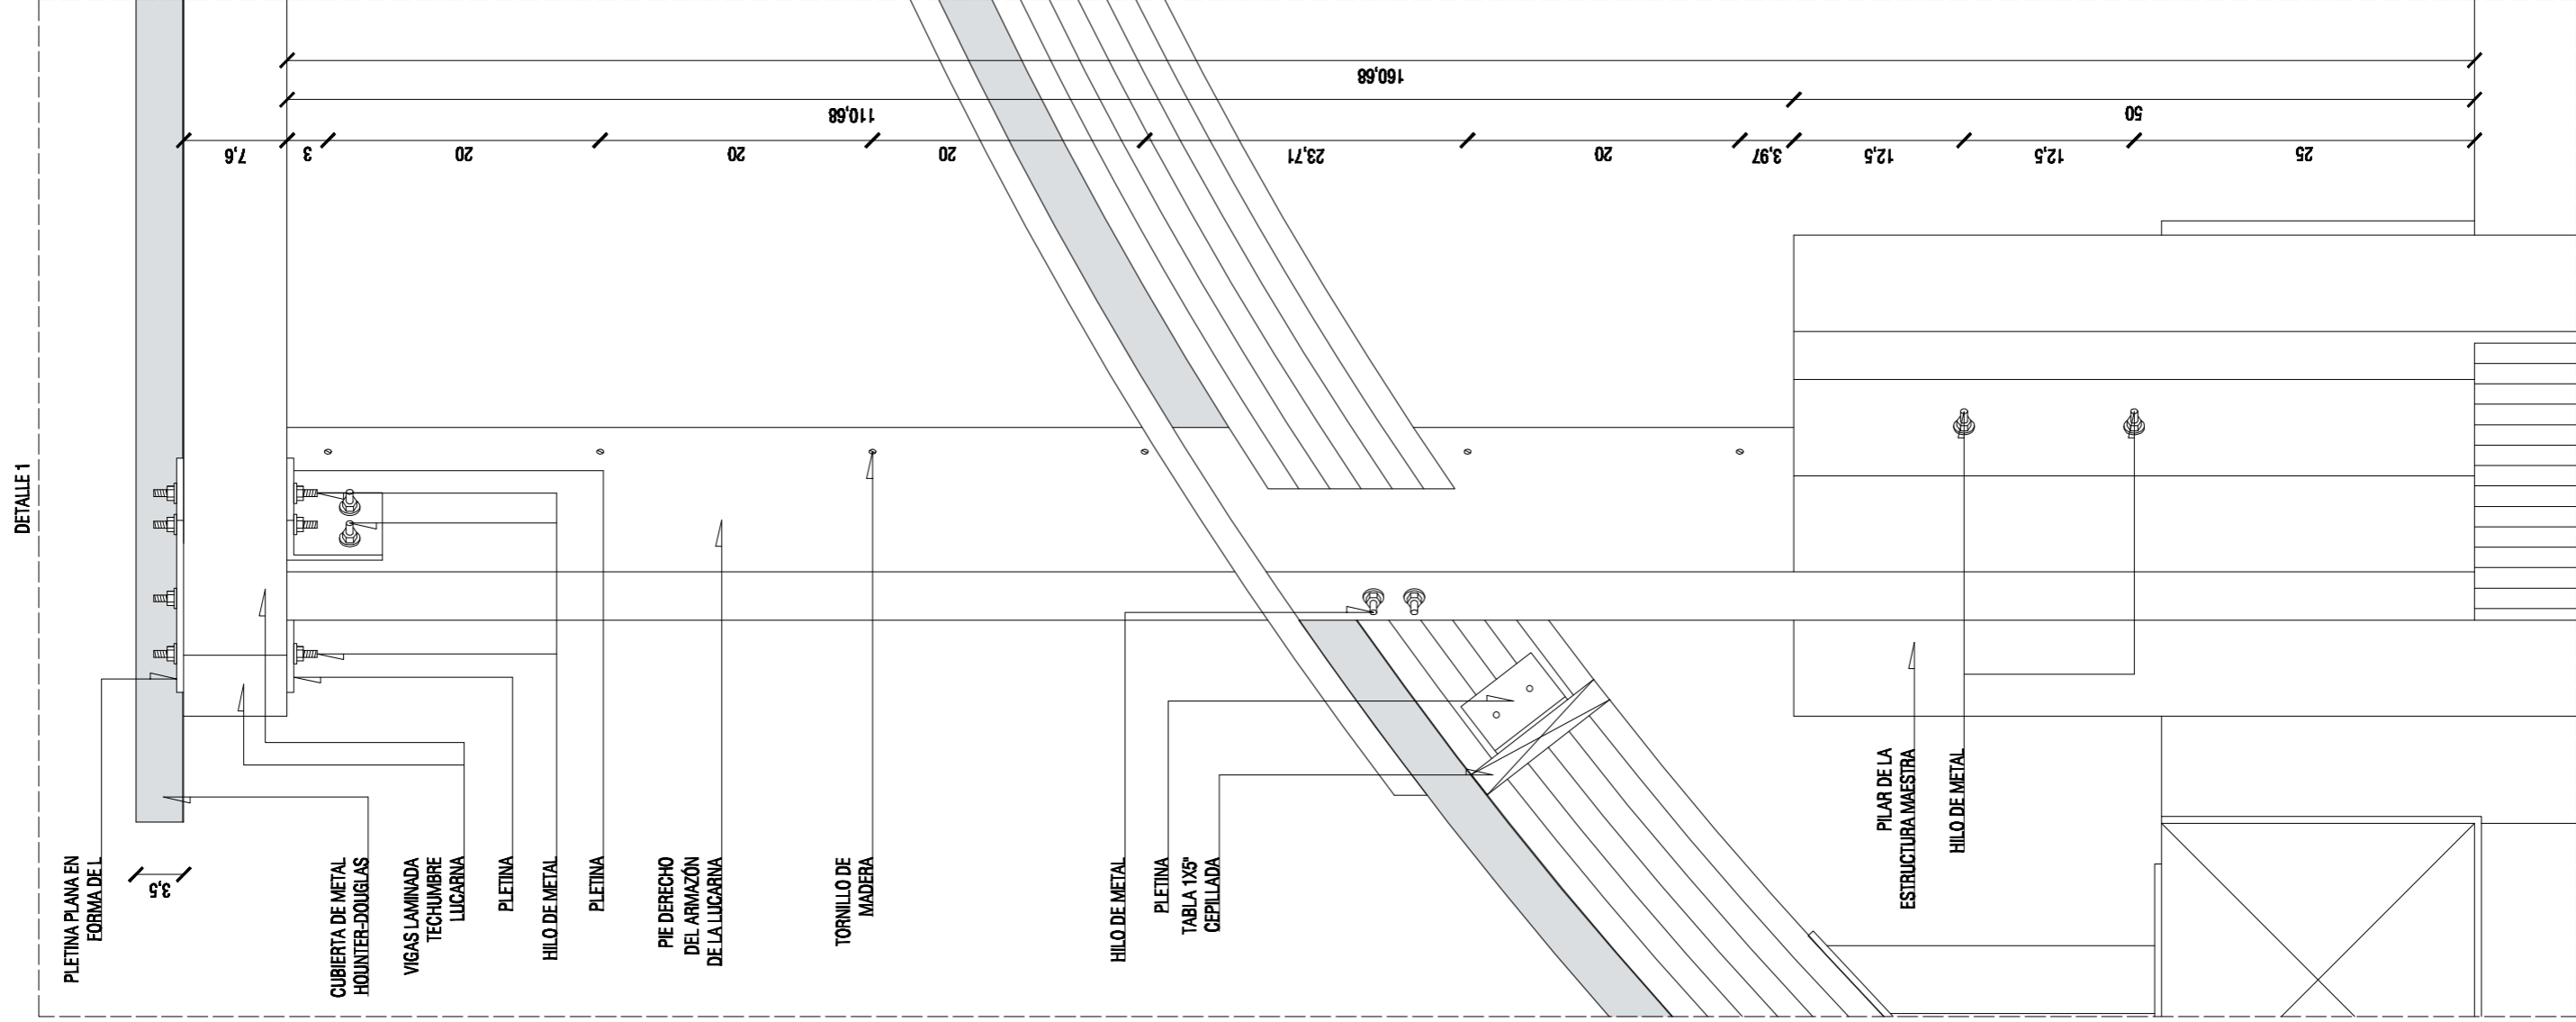 DETALLE 1
160,68
110,68
50
7,6
3
20
20
20
23,71
20
3,97
12,5
12,5
25
3,5
PLETINA PLANA EN
FORMA DE L
CUBIERTA DE METAL
HOUNTER-DOUGLAS
VIGAS LAMINADA
TECHUMBRE
LUCARNA
PLETINA
HILO DE METAL
PLETINA
PIE DERECHO
DEL ARMAZÓN
DE LA LUCARNA
TORNILLO DE
MADERA
HILO DE METAL
PLETINA
TABLA 1X5"
CEPILLADA
PILAR DE LA
ESTRUCTURA MAESTRA
HILO DE METAL